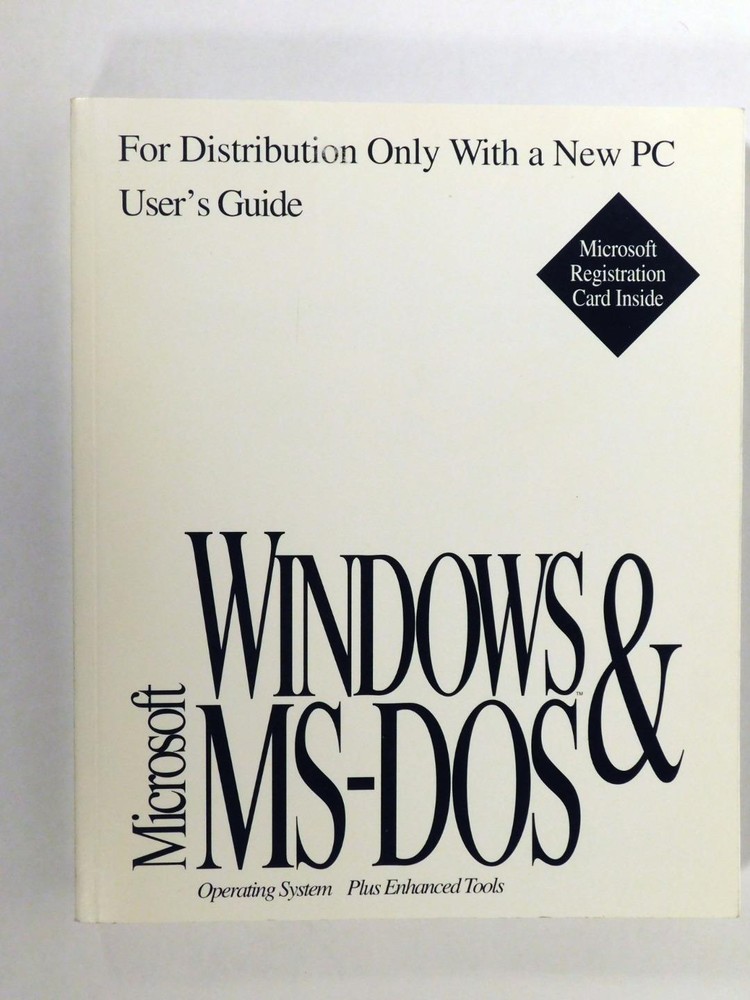 For Distribution Only With a New PC
User's Guide
Microsoft
Registration
Card Inside
Microsoft
WINDOWS™ &
MS-DOS
Operating System Plus Enhanced Tools